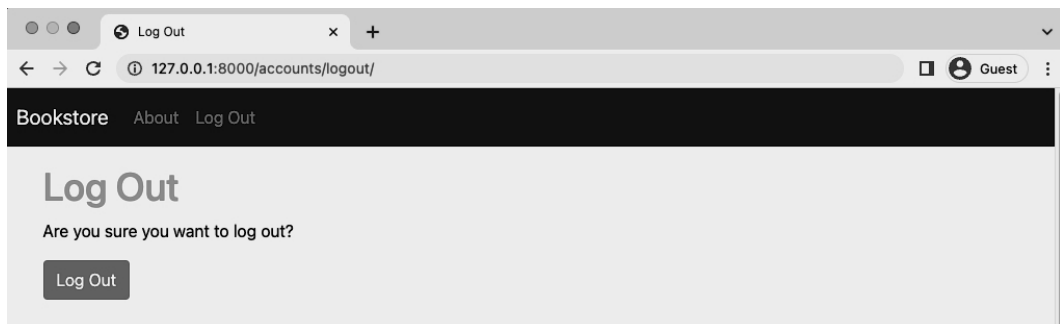 Log Out
127.0.0.1:8000/accounts/logout/ Guest
Bookstore About Log Out
Log Out
Are you sure you want to log out?
Log Out